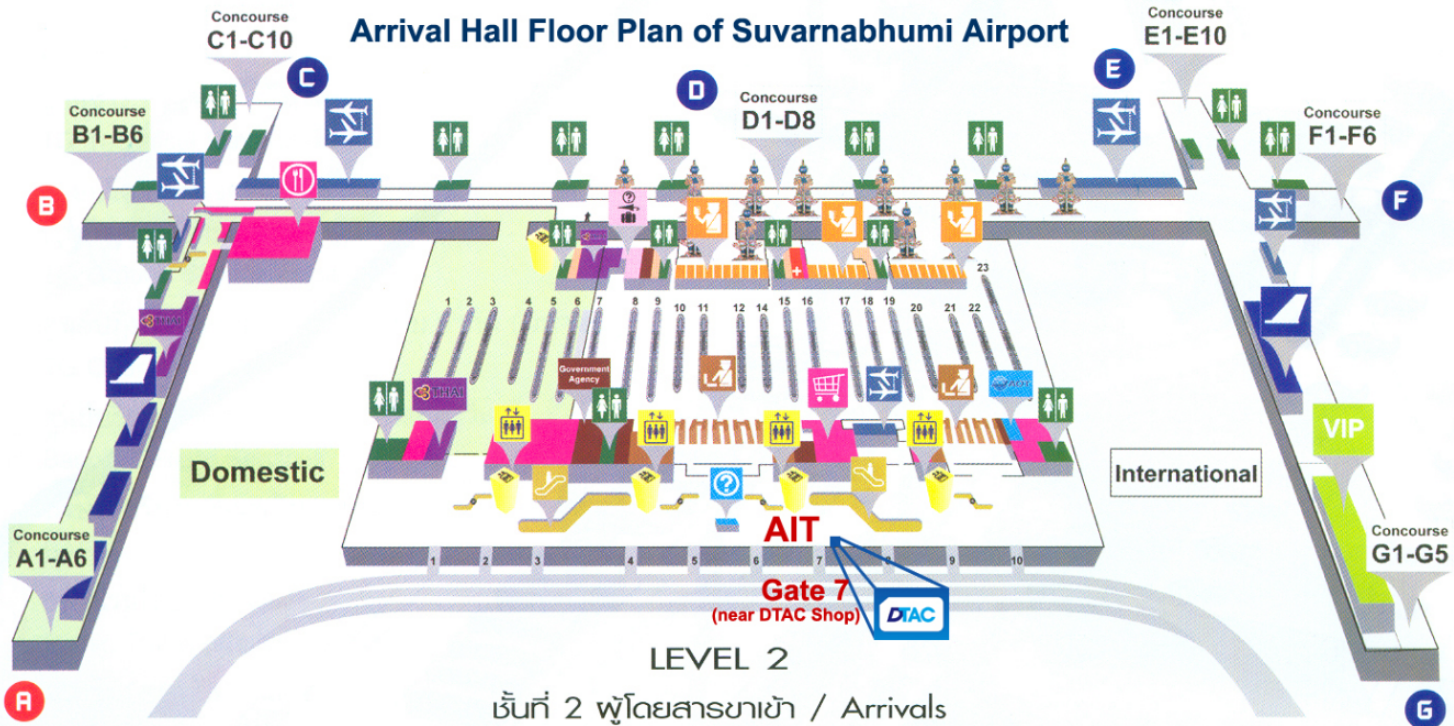 Arrival Hall Floor Plan of Suvarnabhumi Airport
Concourse
C1-C10
C
D
E
Concourse
E1-E10
Concourse
B1-B6
Concourse
D1-D8
Concourse
F1-F6
B
F
1 2 3 4 5 6 7 8 9 10 11 12 14 15 16 17 18 19 20 21 22 23
THAI
Government
Agency
THAI
VIP
Domestic
International
?
AIT
Concourse
A1-A6
Concourse
G1-G5
1 2 3 4 5 6 7 8 9 10
Gate 7
(near DTAC Shop)
DTAC
LEVEL 2
ชั้นที่ 2 ผู้โดยสารขาเข้า / Arrivals
A
G